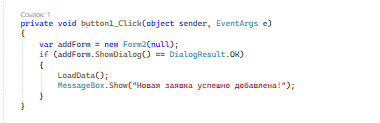 Ссылок: 1
private void button1_Click(object sender, EventArgs e)
{
var addForm = new Form2(null);
if (addForm.ShowDialog() == DialogResult.OK)
{
LoadData();
MessageBox.Show("Новая заявка успешно добавлена!");
}
}